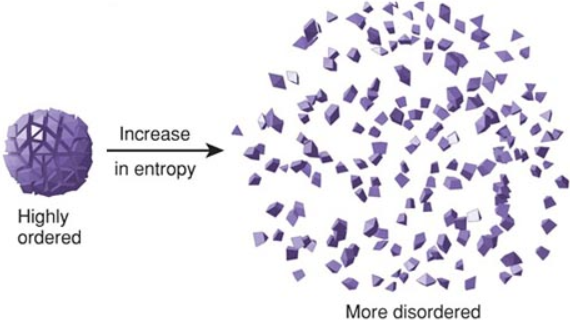 Increase
in entropy
Highly
ordered
More disordered